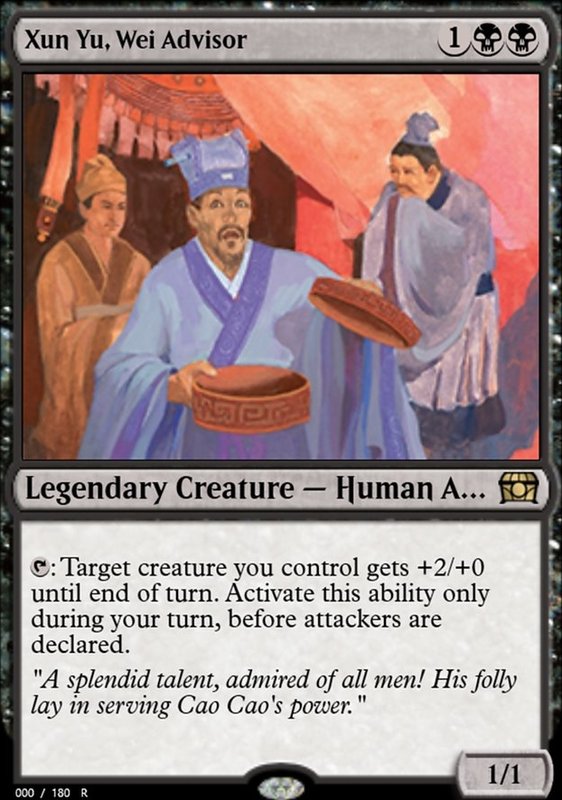 Xun Yu, Wei Advisor 1
Legendary Creature — Human A...
: Target creature you control gets +2/+0
until end of turn. Activate this ability only
during your turn, before attackers are
declared.
"A splendid talent, admired of all men! His folly
lay in serving Cao Cao's power."
1/1
000 / 180 R